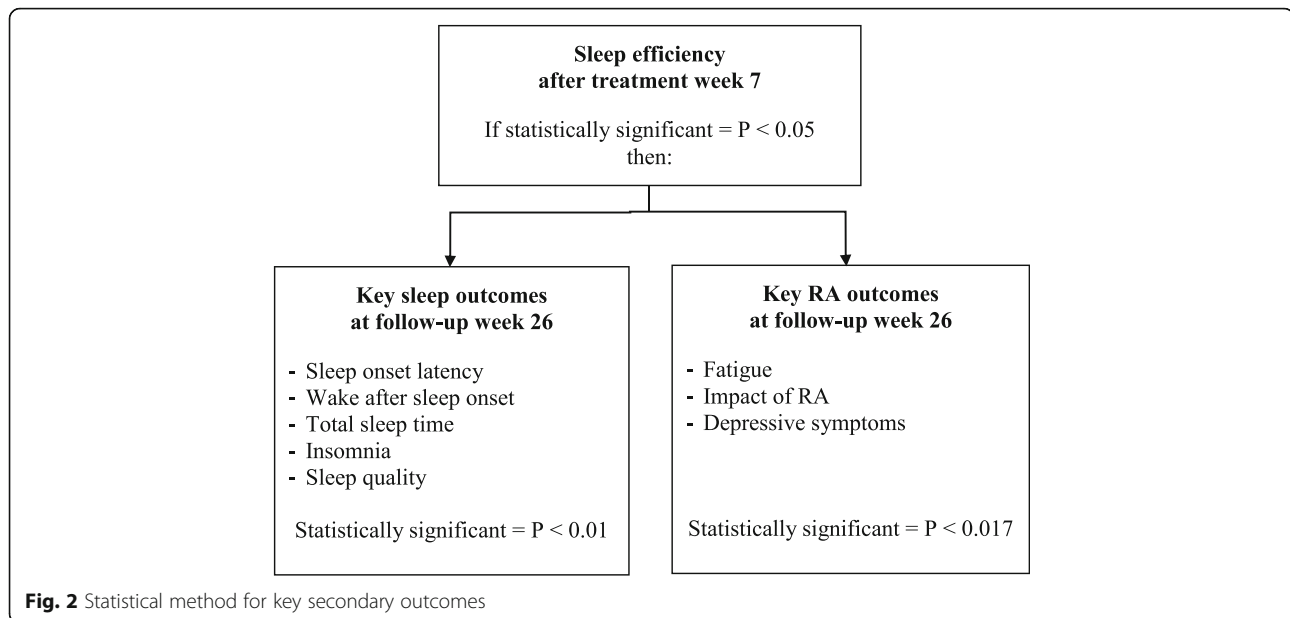 Sleep efficiency
after treatment week 7
If statistically significant = P < 0.05
then:
Key sleep outcomes
at follow-up week 26
- Sleep onset latency
- Wake after sleep onset
- Total sleep time
- Insomnia
- Sleep quality
Statistically significant = P < 0.01
Key RA outcomes
at follow-up week 26
- Fatigue
- Impact of RA
- Depressive symptoms
Statistically significant = P < 0.017
Fig. 2 Statistical method for key secondary outcomes